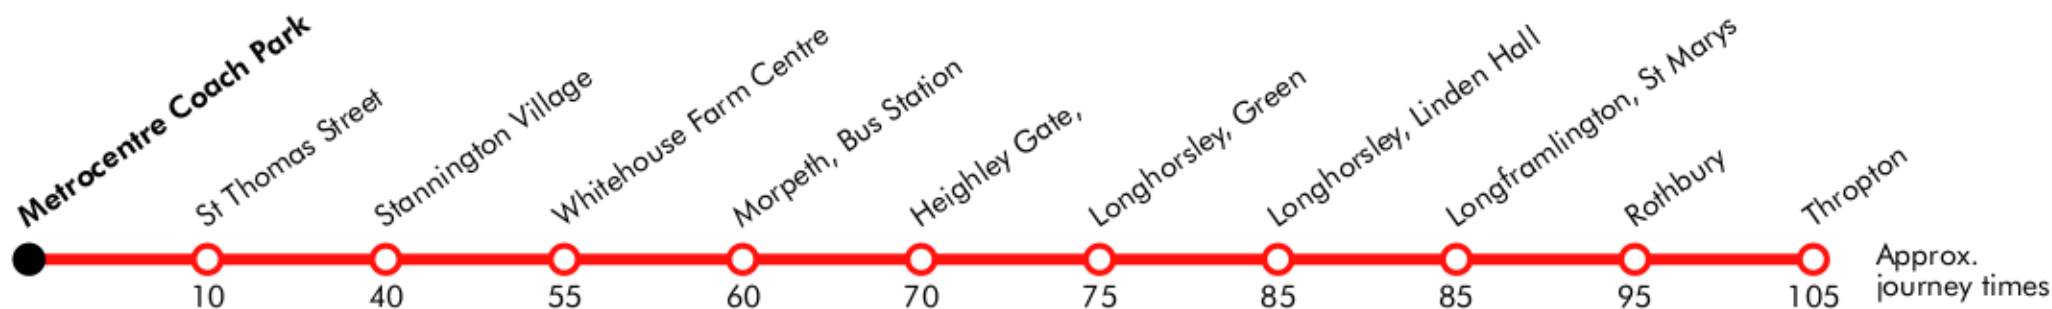 Metrocentre Coach Park
St Thomas Street
Stannington Village
Whitehouse Farm Centre
Morpeth, Bus Station
Heighley Gate,
Longhorsley, Green
Longhorsley, Linden Hall
Longframlington, St Marys
Rothbury
Thropton
10 40 55 60 70 75 85 85 95 105
Approx.
journey times